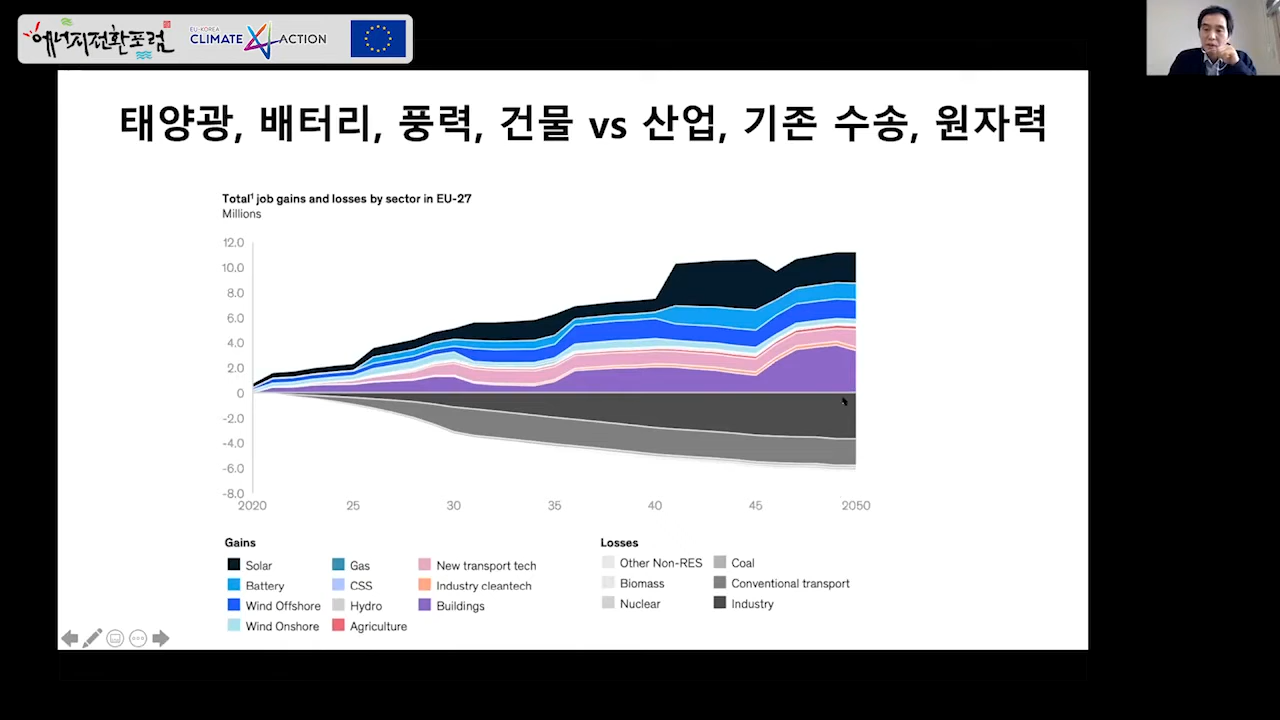 에너지전환포럼
EU-KOREA
CLIMATE ACTION
태양광, 배터리, 풍력, 건물 vs 산업, 기존 수송, 원자력
Total¹ job gains and losses by sector in EU-27
Millions
12.0
10.0
8.0
6.0
4.0
2.0
0
-2.0
-4.0
-6.0
-8.0
2020 25 30 35 40 45 2050
Gains
Solar
Battery
Wind Offshore
Wind Onshore
Gas
CSS
Hydro
Agriculture
New transport tech
Industry cleantech
Buildings
Losses
Other Non-RES
Biomass
Nuclear
Coal
Conventional transport
Industry